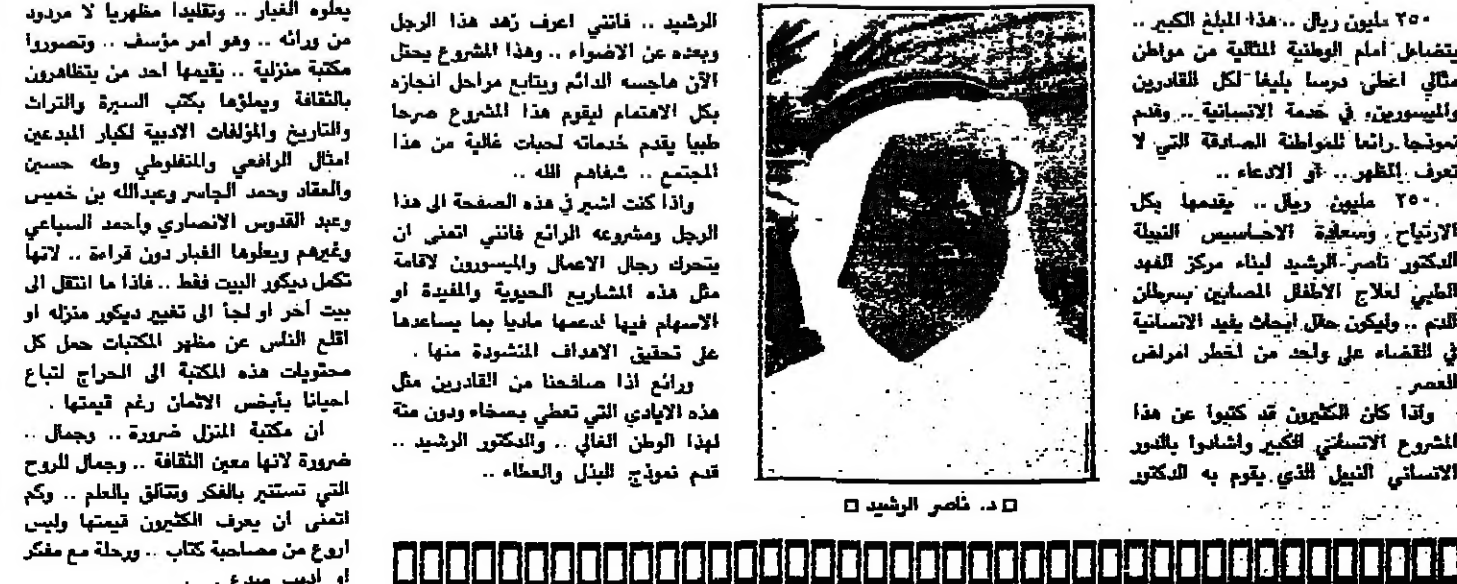 ٢٥٠ مليون ريال .. هذا المبلغ الكبير ..
يتضاعل أمام الوطنية المثالية من مواطن
مثالي اعطى درسا بليغا لكل القادرين
والميسورين، في خدمة الانسانية .. وقدم
نموذجا رائعا للمواطنة الصادقة التي لا
تعرف المظهر .. أو الادعاء ..
٢٥٠ مليون ريال .. يقدمها بكل
الارتياح وسعادة الاحاسيس النبيلة
الدكتور ناصر الرشيد لبناء مركز الفهد
الطبي لعلاج الاطفال المصابين بسرطان
الدم .. وليكون حقل ابحاث يفيد الانسانية
في القضاء على واحد من أخطر امراض
العصر .
واذا كان الكثيرون قد كتبوا عن هذا
المشروع الانساني الكبير واشادوا بالدور
الانساني النبيل الذي يقوم به الدكتور
الرشيد .. فانني اعرف زهد هذا الرجل
وبعده عن الاضواء .. وهذا المشروع يحتل
الآن هاجسه الدائم ويتابع مراحل انجازه
بكل الاهتمام ليقوم هذا المشروع صرحا
طبيا يقدم خدماته لحبات غالية من هذا
المجتمع .. شفاهم الله ..
واذا كنت اشير في هذه الصفحة الى هذا
الرجل ومشروعه الرائع فانني اتمنى ان
يتحرك رجال الاعمال والميسورون لاقامة
مثل هذه المشاريع الحيوية والمفيدة او
الاسهام فيها لدعمها ماديا بما يساعدها
على تحقيق الاهداف المنشودة منها .
ورائع اذا صافحنا من القادرين مثل
هذه الايادي التي تعطي بسخاء ودون منة
لهذا الوطن الغالي .. والدكتور الرشيد ..
قدم نموذج البذل والعطاء ..
□ د. ناصر الرشيد □
يعلوه الغبار .. وتقليدا مظهريا لا مردود
من ورائه .. وهو امر مؤسف .. وتصوروا
مكتبة منزلية .. يقيمها احد من يتظاهرون
بالثقافة ويملؤها بكتب السيرة والتراث
والتاريخ والمؤلفات الادبية لكبار المبدعين
امثال الرافعي والمنفلوطي وطه حسين
والعقاد وحمد الجاسر وعبدالله بن خميس
وعبد القدوس الانصاري واحمد السباعي
وغيرهم ويعلوها الغبار دون قراءة .. لانها
تكمل ديكور البيت فقط .. فاذا ما انتقل الى
بيت آخر او لجأ الى تغيير ديكور منزله او
اقلع الناس عن مظهر المكتبات حمل كل
محتويات هذه المكتبة الى الحراج لتباع
احيانا بأبخس الاثمان رغم قيمتها .
ان مكتبة المنزل ضرورة .. وجمال ..
ضرورة لانها معين الثقافة .. وجمال للروح
التي تستنير بالفكر وتتألق بالعلم .. وكم
اتمنى ان يعرف الكثيرون قيمتها وليس
اروع من مصاحبة كتاب .. ورحلة مع مفكر
او اديب مبدع .